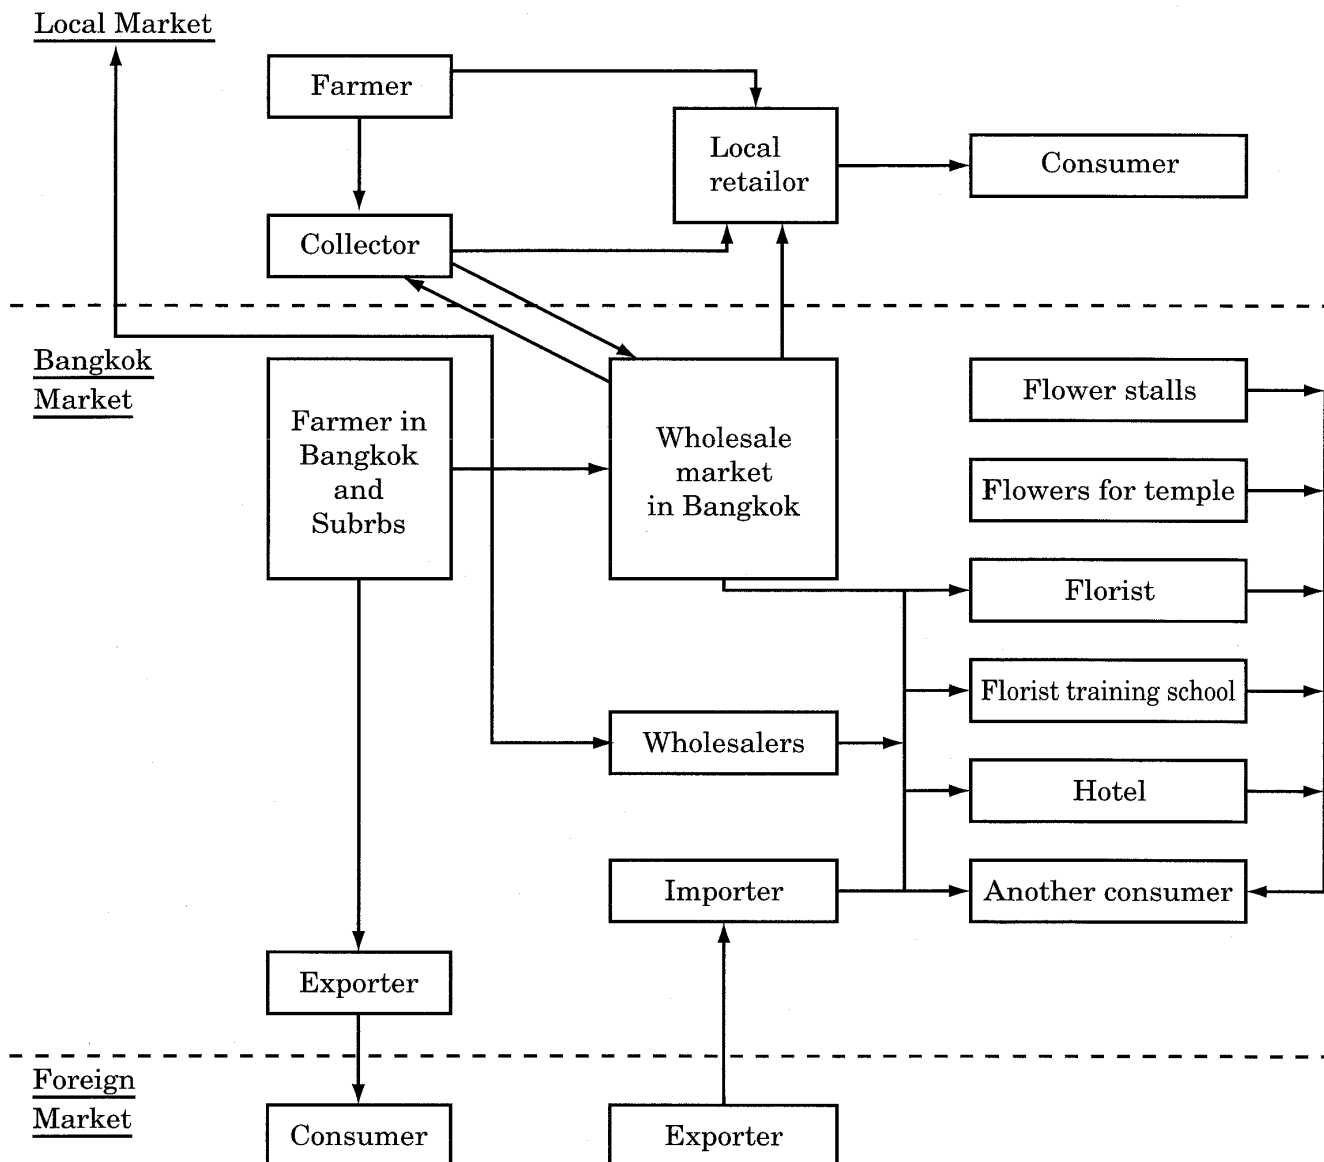 Local Market
Farmer
Local
retailor
Consumer
Collector
Bangkok
Market
Farmer in
Bangkok
and
Subrbs
Wholesale
market
in Bangkok
Flower stalls
Flowers for temple
Florist
Florist training school
Wholesalers
Hotel
Importer
Another consumer
Exporter
Foreign
Market
Consumer
Exporter